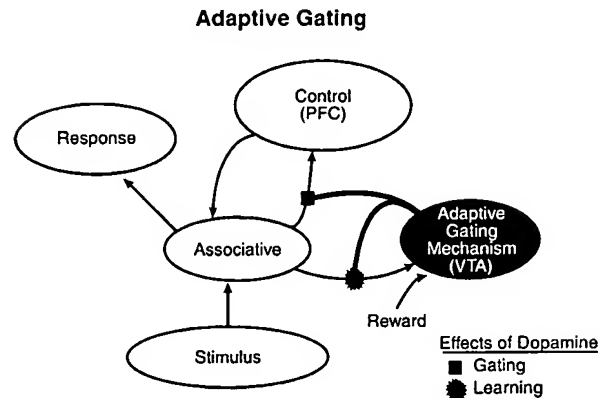 Adaptive Gating
Control
(PFC)
Response
Associative
Adaptive
Gating
Mechanism
(VTA)
Reward
Stimulus
Effects of Dopamine
Gating
Learning